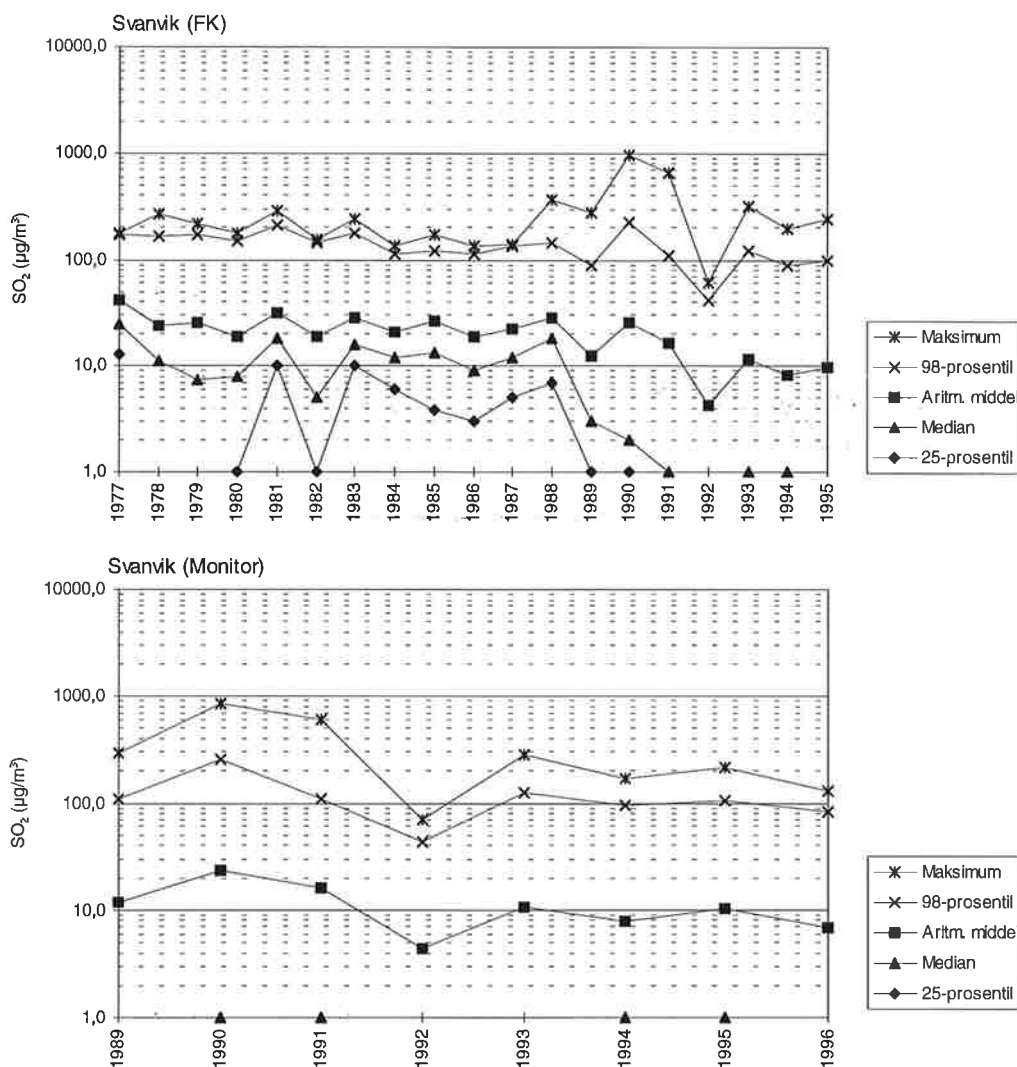 Svanvik (FK)
10000,0
1000,0
100,0
10,0
1,0
SO₂ (µg/m³)
1977
1978
1979
1980
1981
1982
1983
1984
1985
1986
1987
1988
1989
1990
1991
1992
1993
1994
1995
Maksimum
98-prosentil
Aritm. middel
Median
25-prosentil
Svanvik (Monitor)
10000,0
1000,0
100,0
10,0
1,0
SO₂ (µg/m³)
1989
1990
1991
1992
1993
1994
1995
1996
Maksimum
98-prosentil
Aritm. middel
Median
25-prosentil